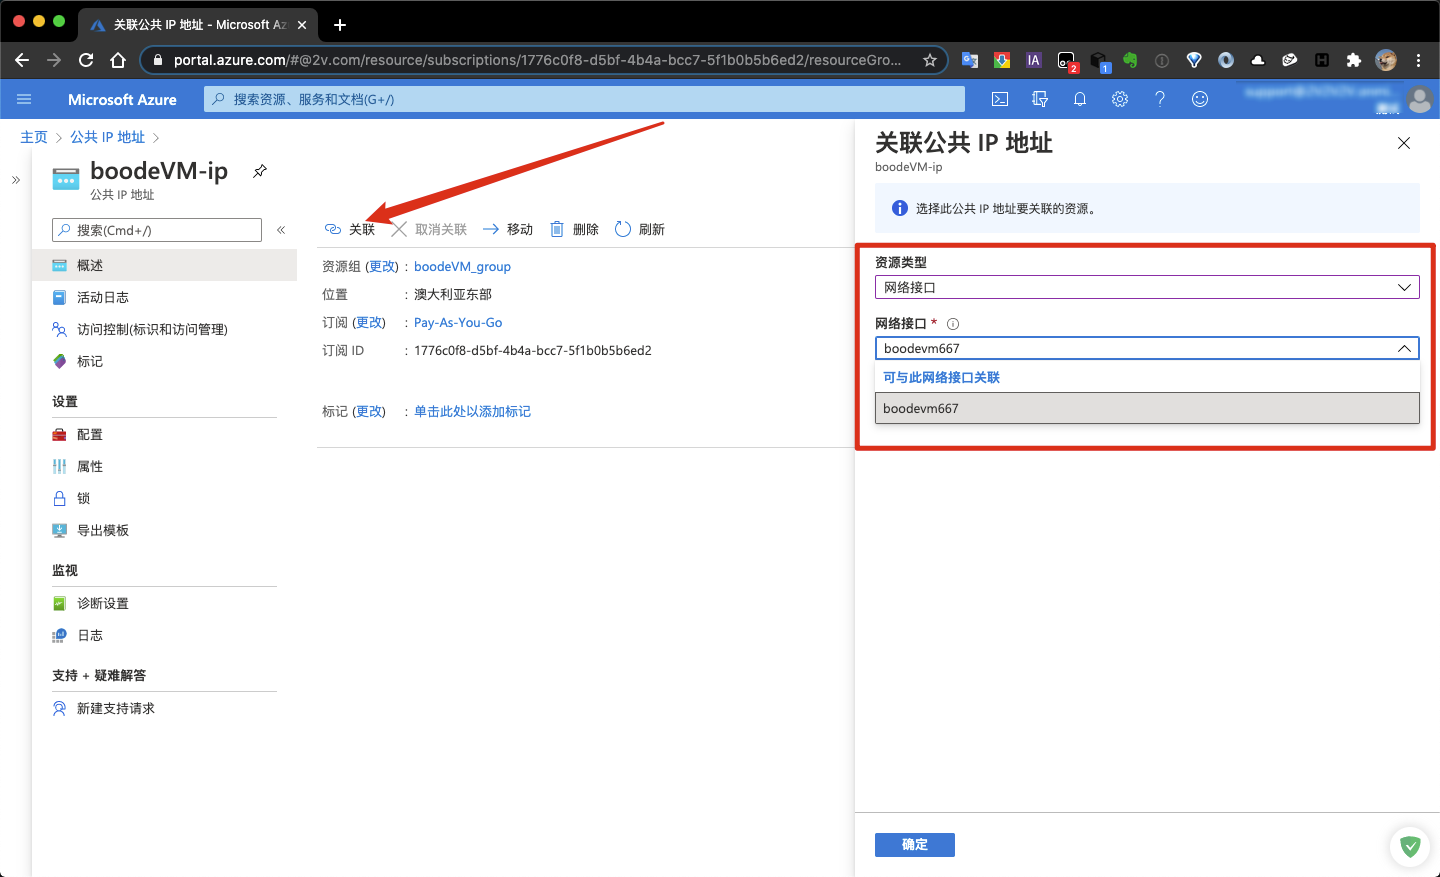 关联公共 IP 地址 - Microsoft Az
portal.azure.com/#@2v.com/resource/subscriptions/1776c0f8-d5bf-4b4a-bcc7-5f1b0b5b6ed2/resourceGro...
IA
2
1
H
Microsoft Azure
搜索资源、服务和文档(G+/)
主页 > 公共 IP 地址 >
boodeVM-ip
公共 IP 地址
搜索(Cmd+/)
«
»
概述
活动日志
访问控制(标识和访问管理)
标记
设置
配置
属性
锁
导出模板
监视
诊断设置
日志
支持 + 疑难解答
新建支持请求
关联 取消关联 移动 删除 刷新
资源组 (更改) : boodeVM_group
位置 : 澳大利亚东部
订阅 (更改) : Pay-As-You-Go
订阅 ID : 1776c0f8-d5bf-4b4a-bcc7-5f1b0b5b6ed2
标记 (更改) : 单击此处以添加标记
关联公共 IP 地址
boodeVM-ip
选择此公共 IP 地址要关联的资源。
资源类型
网络接口
网络接口 *
boodevm667
可与此网络接口关联
boodevm667
确定